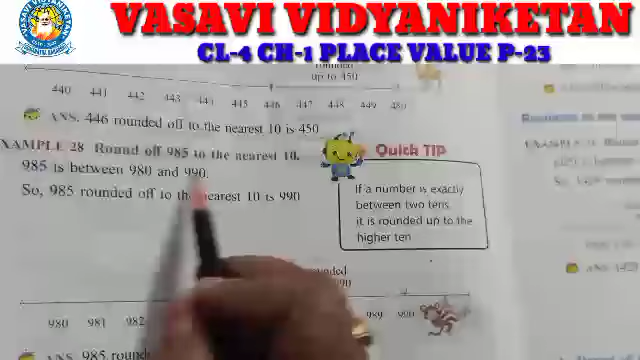 VASAVI VIDYANIKETAN
CL-4 CH-1 PLACE VALUE P-23
rounded
up to 450
440 441 442 443 444 445 446 447 448 449 450
ANS. 446 rounded off to the nearest 10 is 450
XAMPLE 28 Round off 985 to the nearest 10.
985 is between 980 and 990.
So, 985 rounded off to the nearest 10 is 990
Quick TIP
If a number is exactly
between two tens,
it is rounded up to the
higher ten
nded
90
980 981 982 989 990
ANS. 985 round